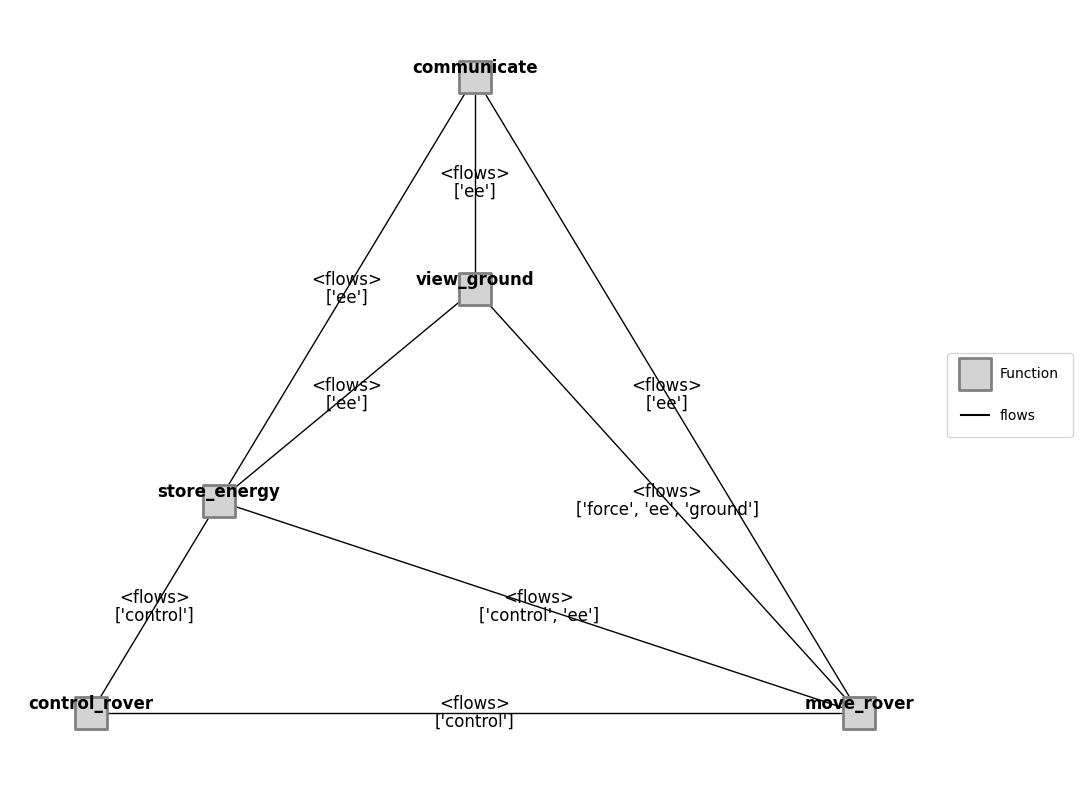 communicate
<flows>
['ee']
view_ground
<flows>
['ee']
<flows>
['ee']
<flows>
['ee']
Function
flows
store_energy
<flows>
['force', 'ee', 'ground']
<flows>
['control']
<flows>
['control', 'ee']
control_rover
<flows>
['control']
move_rover